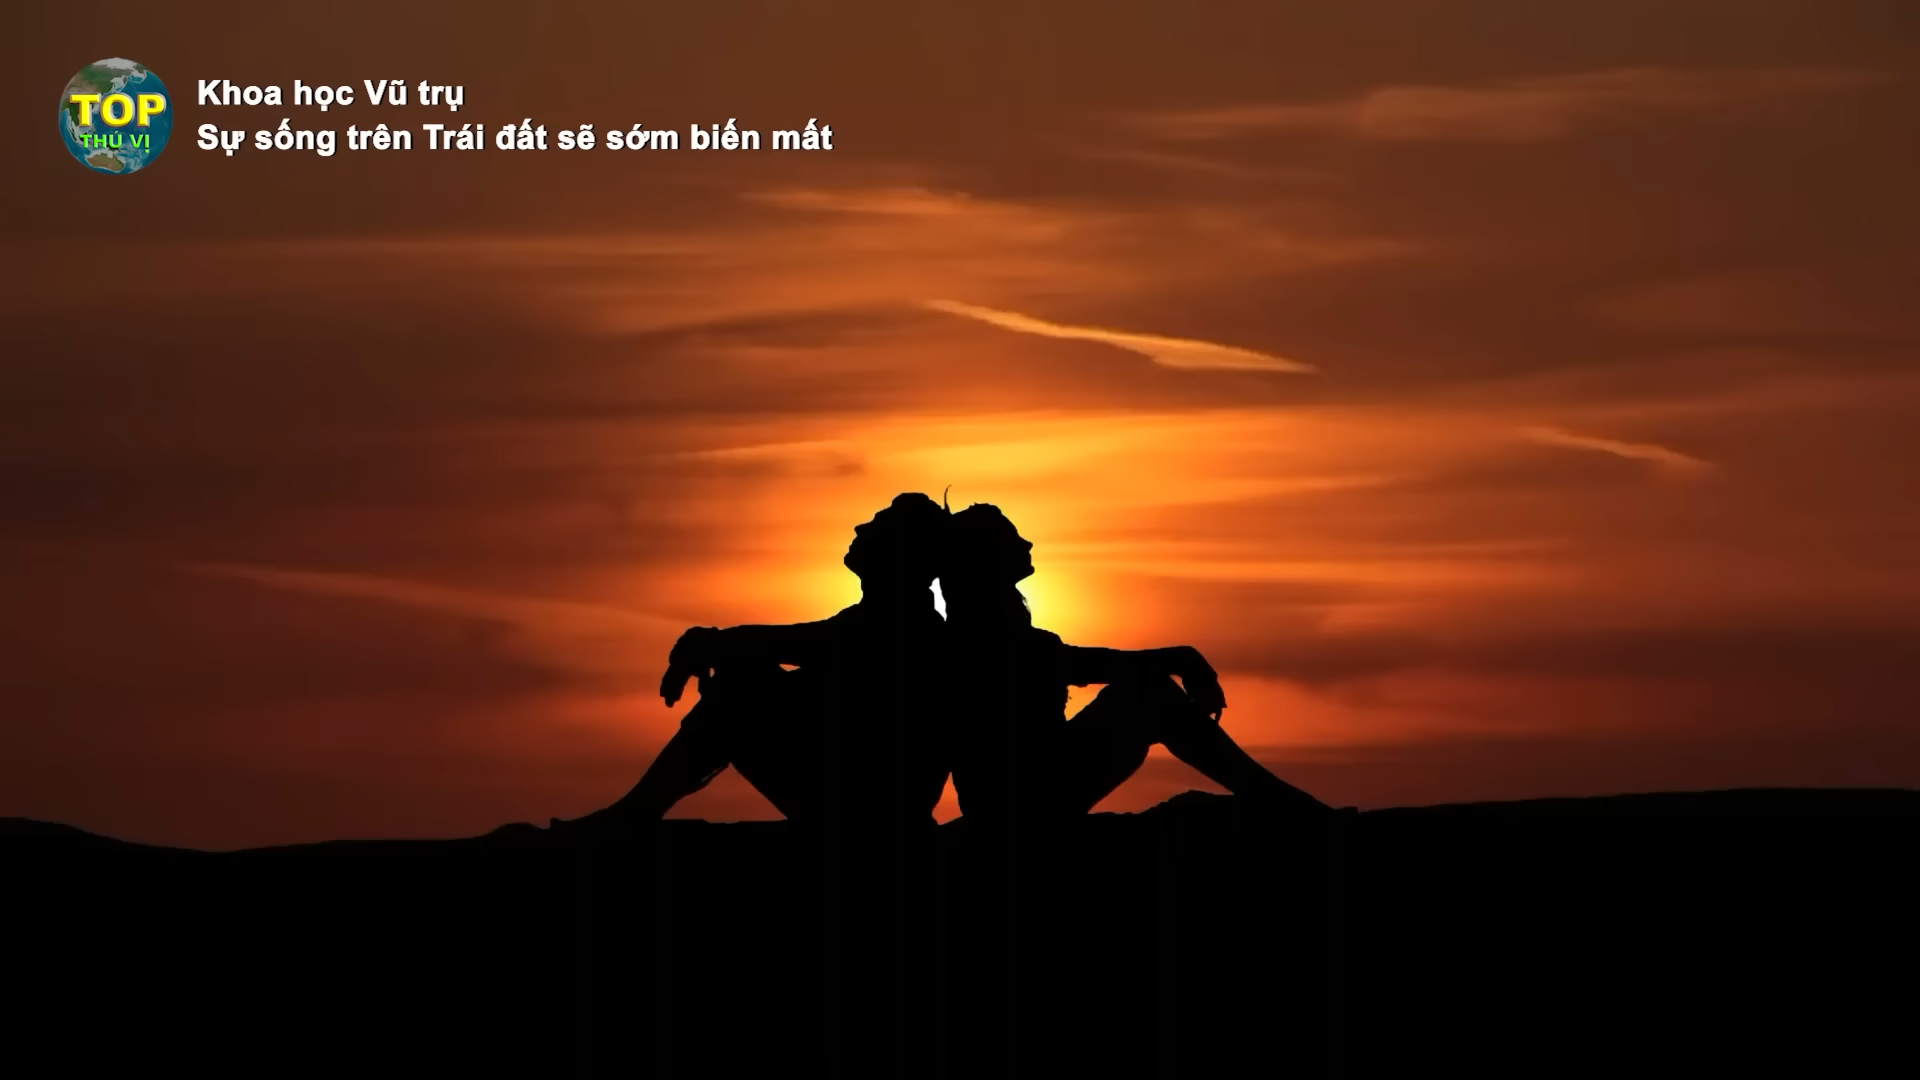 TOP
THÚ VỊ
Khoa học Vũ trụ
Sự sống trên Trái đất sẽ sớm biến mất